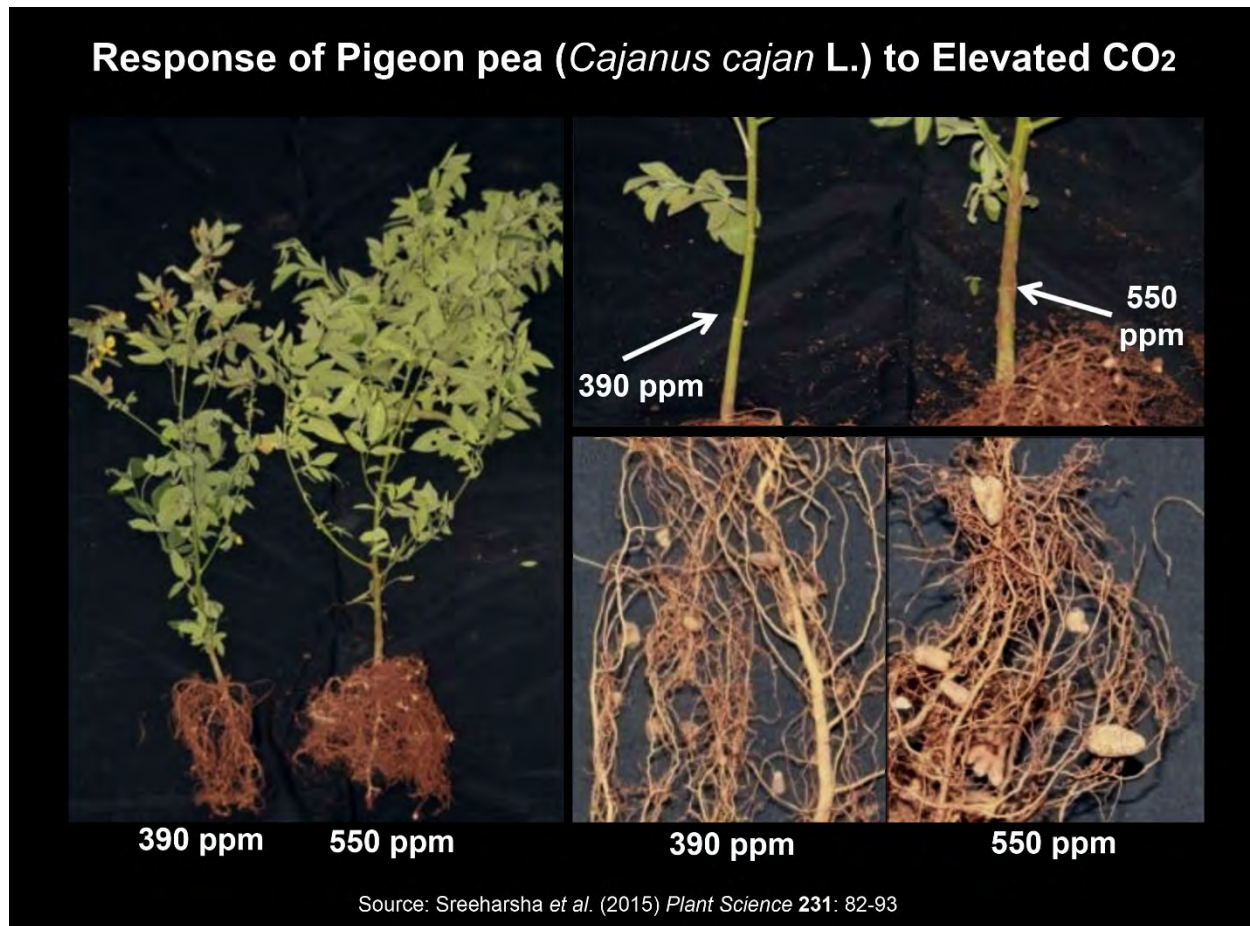 Response of Pigeon pea (Cajanus cajan L.) to Elevated CO2
390 ppm
550
ppm
390 ppm
550 ppm
390 ppm
550 ppm
Source: Sreeharsha et al. (2015) Plant Science 231: 82-93